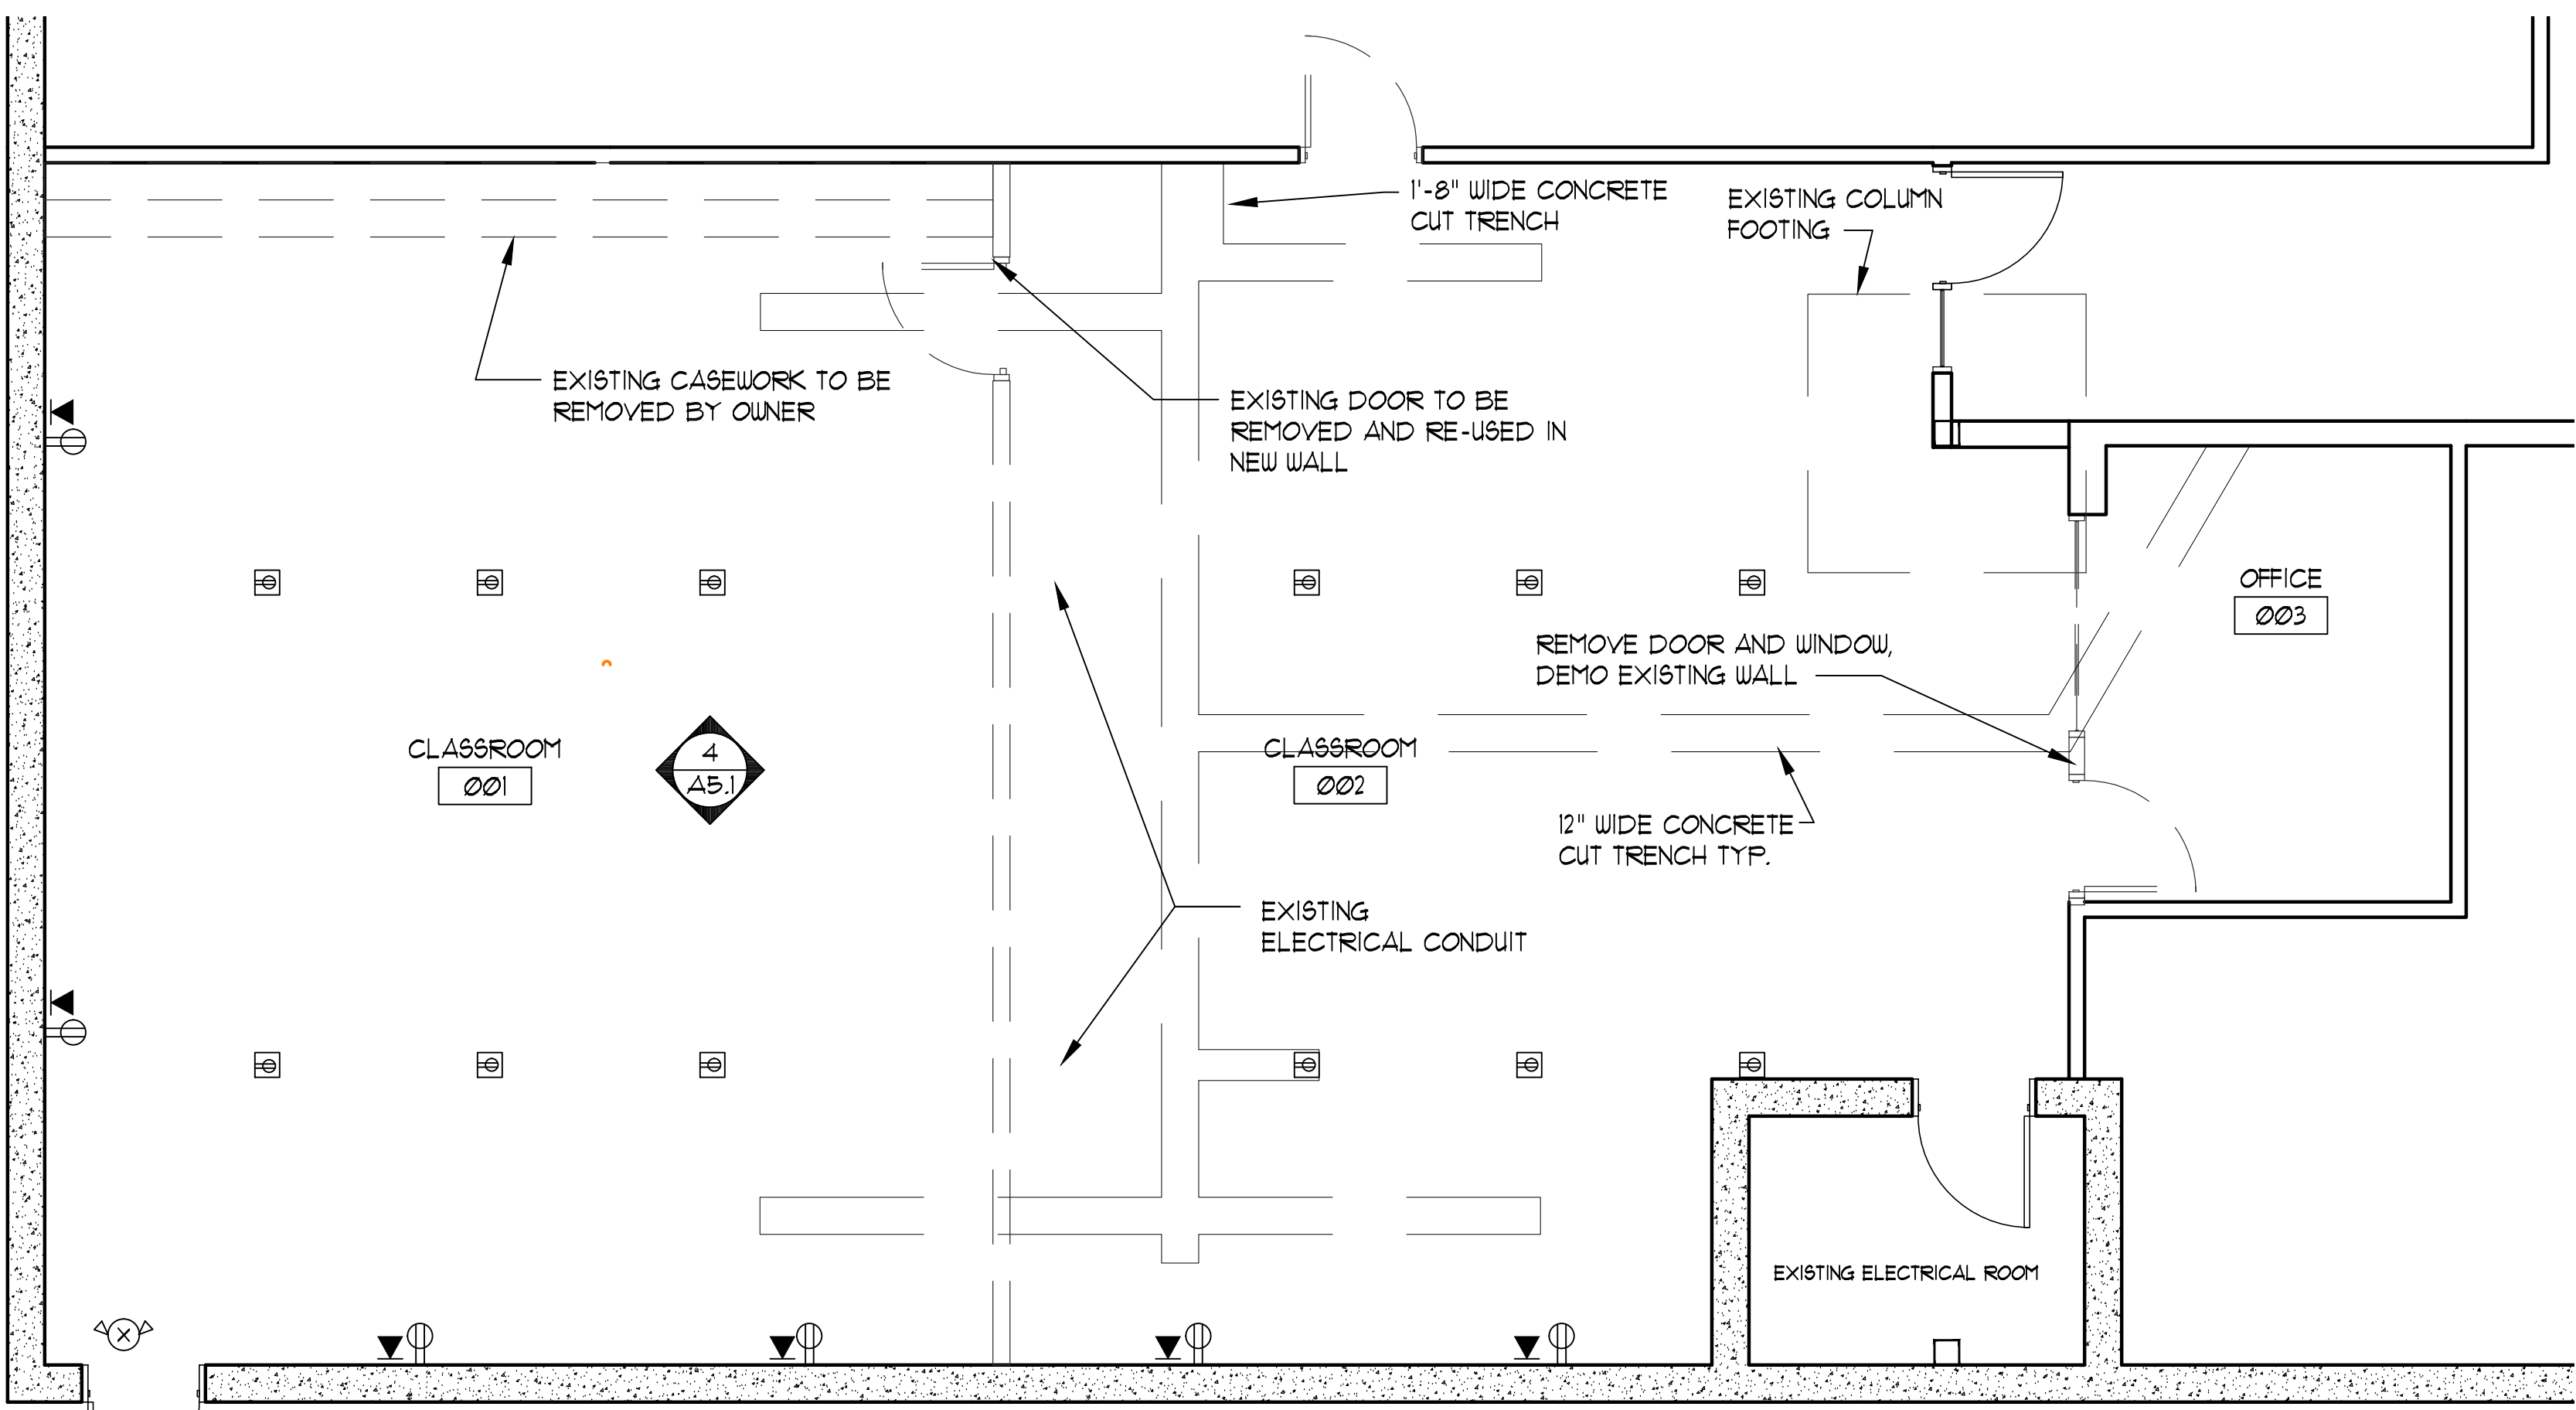 1'-8" WIDE CONCRETE
CUT TRENCH
EXISTING COLUMN
FOOTING
EXISTING CASEWORK TO BE
REMOVED BY OWNER
EXISTING DOOR TO BE
REMOVED AND RE-USED IN
NEW WALL
OFFICE
003
REMOVE DOOR AND WINDOW,
DEMO EXISTING WALL
CLASSROOM
001
4
A5.1
CLASSROOM
002
12" WIDE CONCRETE
CUT TRENCH TYP.
EXISTING
ELECTRICAL CONDUIT
EXISTING ELECTRICAL ROOM
X